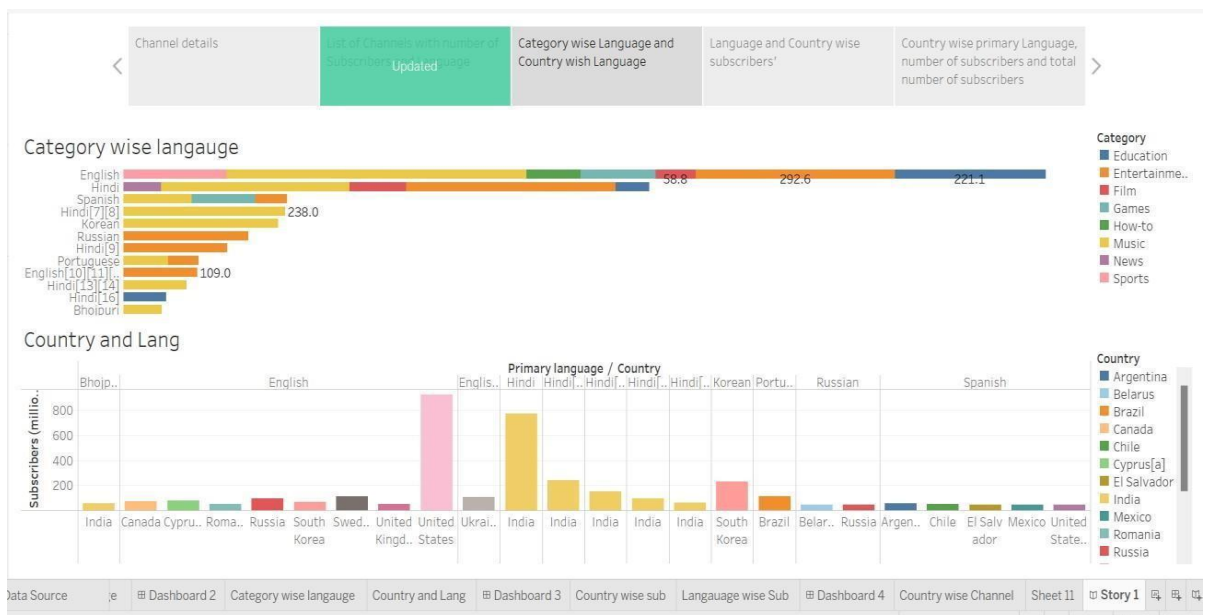 Channel details
List of Channels with number of
Subscribers
Updated
Category wise Language and
Country wish Language
Language and Country wise
subscribers'
Country wise primary Language,
number of subscribers and total
number of subscribers
Category wise langauge
English
Hindi
Spanish
Hindi[7][8]
Korean
Russian
Hindi[9]
Portuguese
English[10][11][..
Hindi[13][14]
Hindi[16]
Bhojpuri
58.8
292.6
221.1
238.0
109.0
Category
Education
Entertainme..
Film
Games
How-to
Music
News
Sports
Country and Lang
Primary language / Country
Bhojp.. English Englis.. Hindi Hindi[.. Hindi[.. Hindi[.. Hindi[.. Korean Portu.. Russian Spanish
Subscribers (millio..
800
600
400
200
India Canada Cypru.. Roma.. Russia South Korea Swed.. United Kingd.. United States Ukrai.. India India India India India South Korea Brazil Belar.. Russia Argen.. Chile El Salv ador Mexico United State..
Country
Argentina
Belarus
Brazil
Canada
Chile
Cyprus[a]
El Salvador
India
Mexico
Romania
Russia
Data Source Dashboard 2 Category wise langauge Country and Lang Dashboard 3 Country wise sub Langauage wise Sub Dashboard 4 Country wise Channel Sheet 11 Story 1